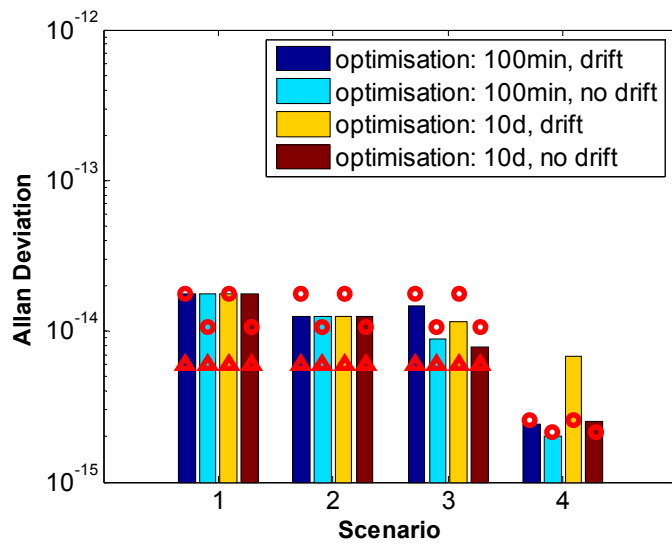 10-12
optimisation: 100min, drift
optimisation: 100min, no drift
optimisation: 10d, drift
optimisation: 10d, no drift
10-13
Allan Deviation
10-14
10-15
1 2 3 4
Scenario